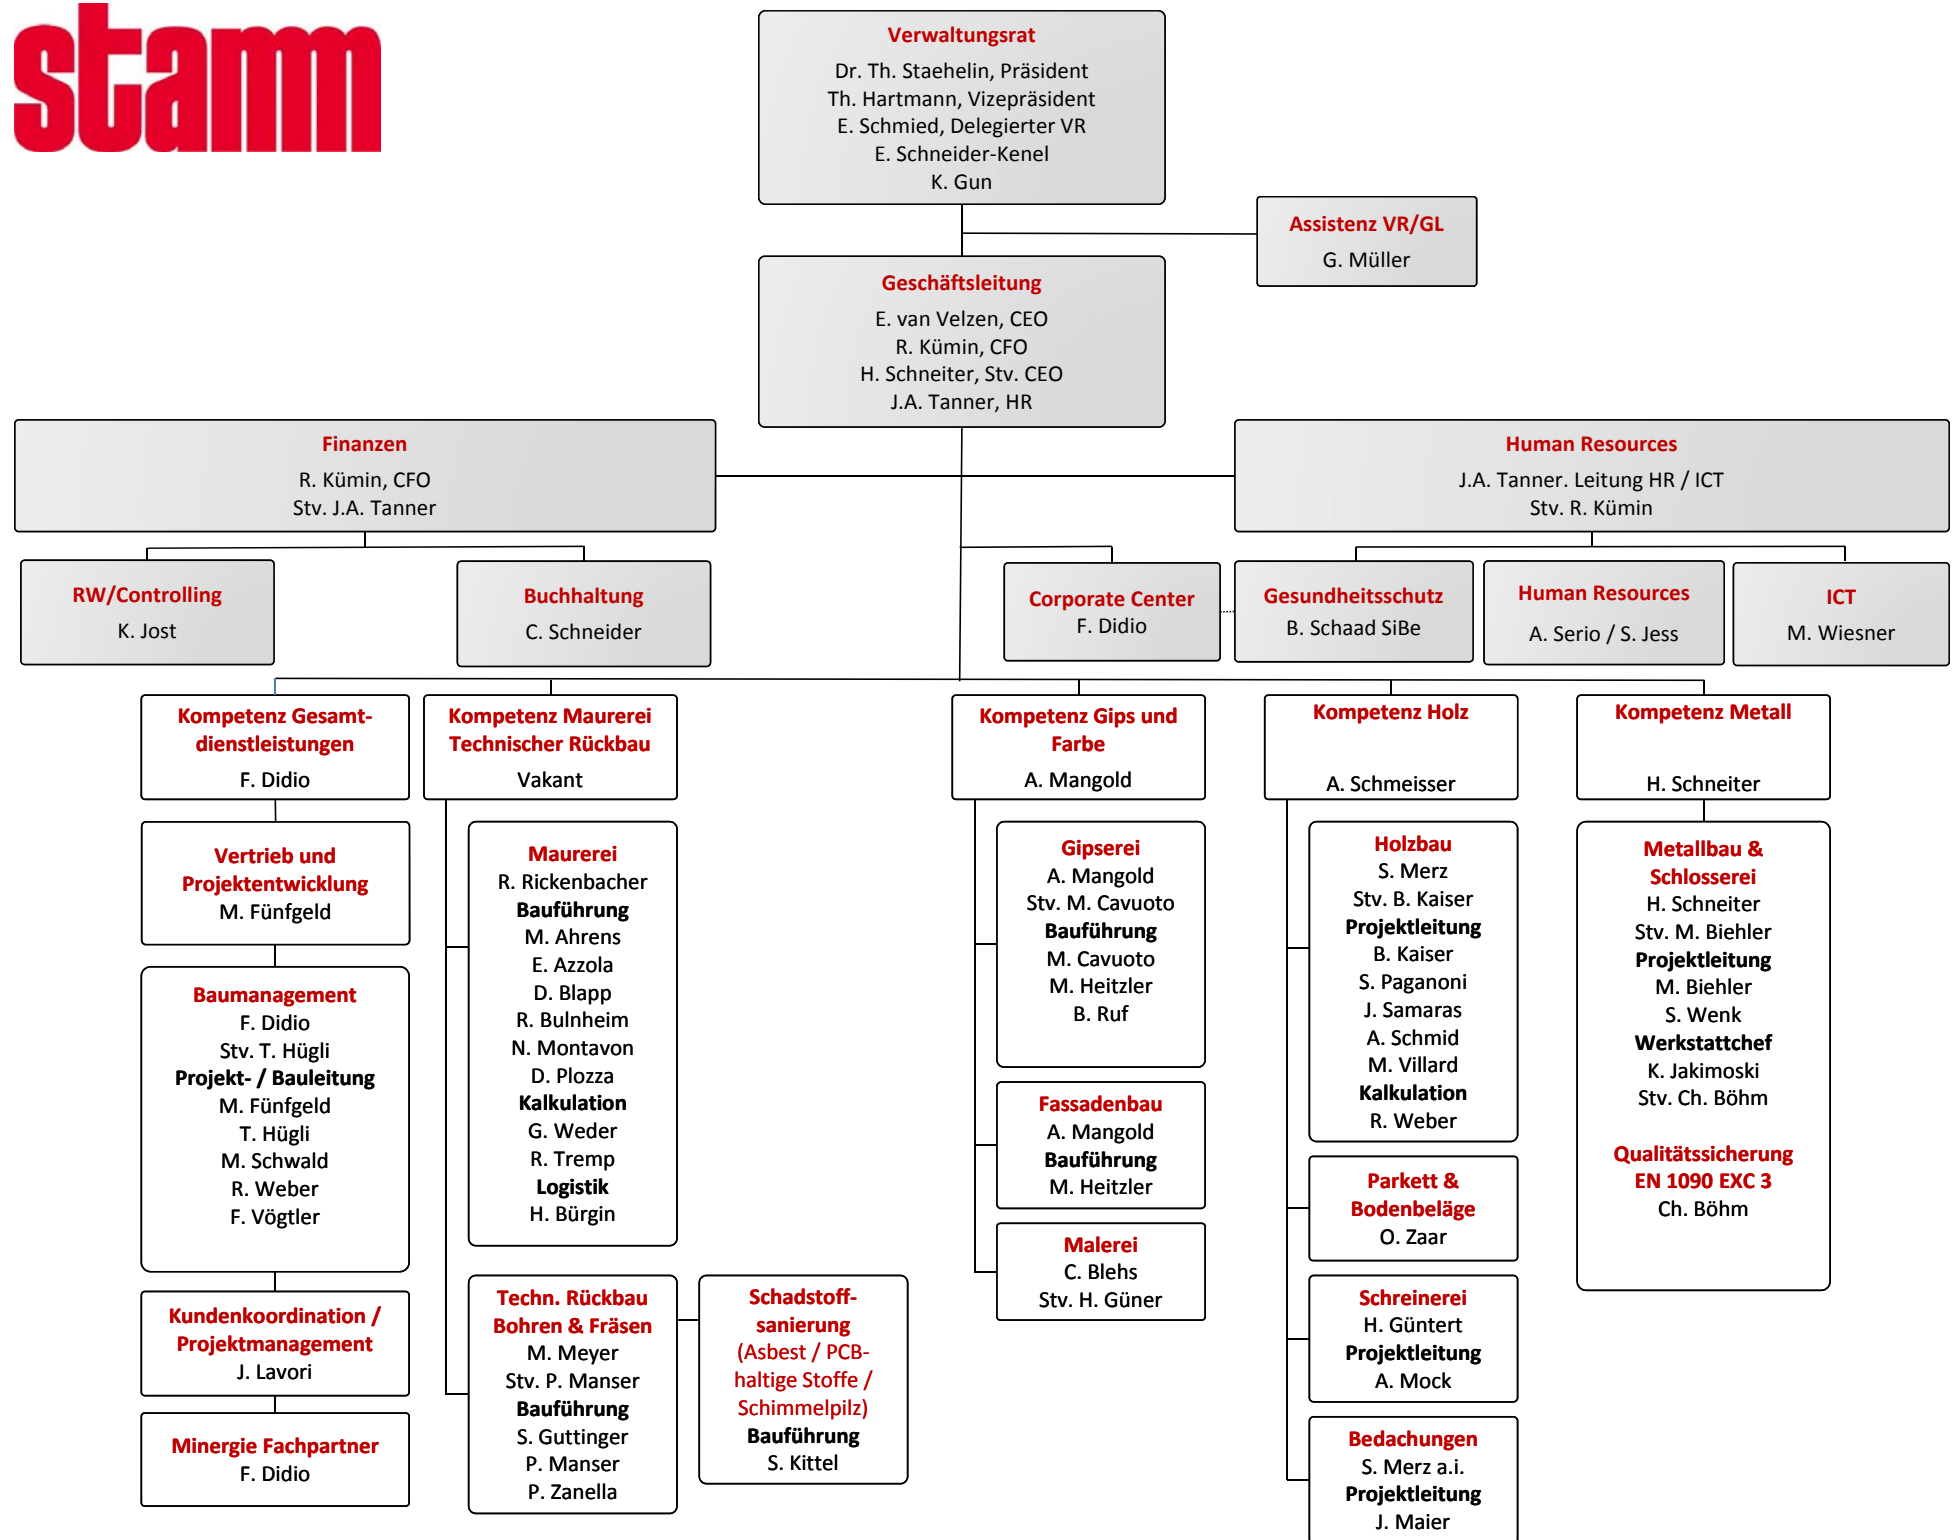 stamm
Verwaltungsrat
Dr. Th. Staehelin, Präsident
Th. Hartmann, Vizepräsident
E. Schmied, Delegierter VR
E. Schneider-Kenel
K. Gun
Assistenz VR/GL
G. Müller
Geschäftsleitung
E. van Velzen, CEO
R. Kümin, CFO
H. Schneiter, Stv. CEO
J.A. Tanner, HR
Finanzen
R. Kümin, CFO
Stv. J.A. Tanner
Human Resources
J.A. Tanner. Leitung HR / ICT
Stv. R. Kümin
RW/Controlling
K. Jost
Buchhaltung
C. Schneider
Corporate Center
F. Didio
Gesundheitsschutz
B. Schaad SiBe
Human Resources
A. Serio / S. Jess
ICT
M. Wiesner
Kompetenz Gesamt-
dienstleistungen
F. Didio
Vertrieb und
Projektentwicklung
M. Fünfgeld
Baumanagement
F. Didio
Stv. T. Hügli
Projekt- / Bauleitung
M. Fünfgeld
T. Hügli
M. Schwald
R. Weber
F. Vögtler
Kundenkoordination /
Projektmanagement
J. Lavori
Minergie Fachpartner
F. Didio
Kompetenz Maurerei
Technischer Rückbau
Vakant
Maurerei
R. Rickenbacher
Bauführung
M. Ahrens
E. Azzola
D. Blapp
R. Bulnheim
N. Montavon
D. Plozza
Kalkulation
G. Weder
R. Tremp
Logistik
H. Bürgin
Techn. Rückbau
Bohren & Fräsen
M. Meyer
Stv. P. Manser
Bauführung
S. Guttinger
P. Manser
P. Zanella
Schadstoff-
sanierung
(Asbest / PCB-
haltige Stoffe /
Schimmelpilz)
Bauführung
S. Kittel
Kompetenz Gips und
Farbe
A. Mangold
Gipserei
A. Mangold
Stv. M. Cavuoto
Bauführung
M. Cavuoto
M. Heitzler
B. Ruf
Fassadenbau
A. Mangold
Bauführung
M. Heitzler
Malerei
C. Blehs
Stv. H. Güner
Kompetenz Holz
A. Schmeisser
Holzbau
S. Merz
Stv. B. Kaiser
Projektleitung
B. Kaiser
S. Paganoni
J. Samaras
A. Schmid
M. Villard
Kalkulation
R. Weber
Parkett &
Bodenbeläge
O. Zaar
Schreinerei
H. Güntert
Projektleitung
A. Mock
Bedachungen
S. Merz a.i.
Projektleitung
J. Maier
Kompetenz Metall
H. Schneiter
Metallbau &
Schlosserei
H. Schneiter
Stv. M. Biehler
Projektleitung
M. Biehler
S. Wenk
Werkstattchef
K. Jakimoski
Stv. Ch. Böhm
Qualitätssicherung
EN 1090 EXC 3
Ch. Böhm